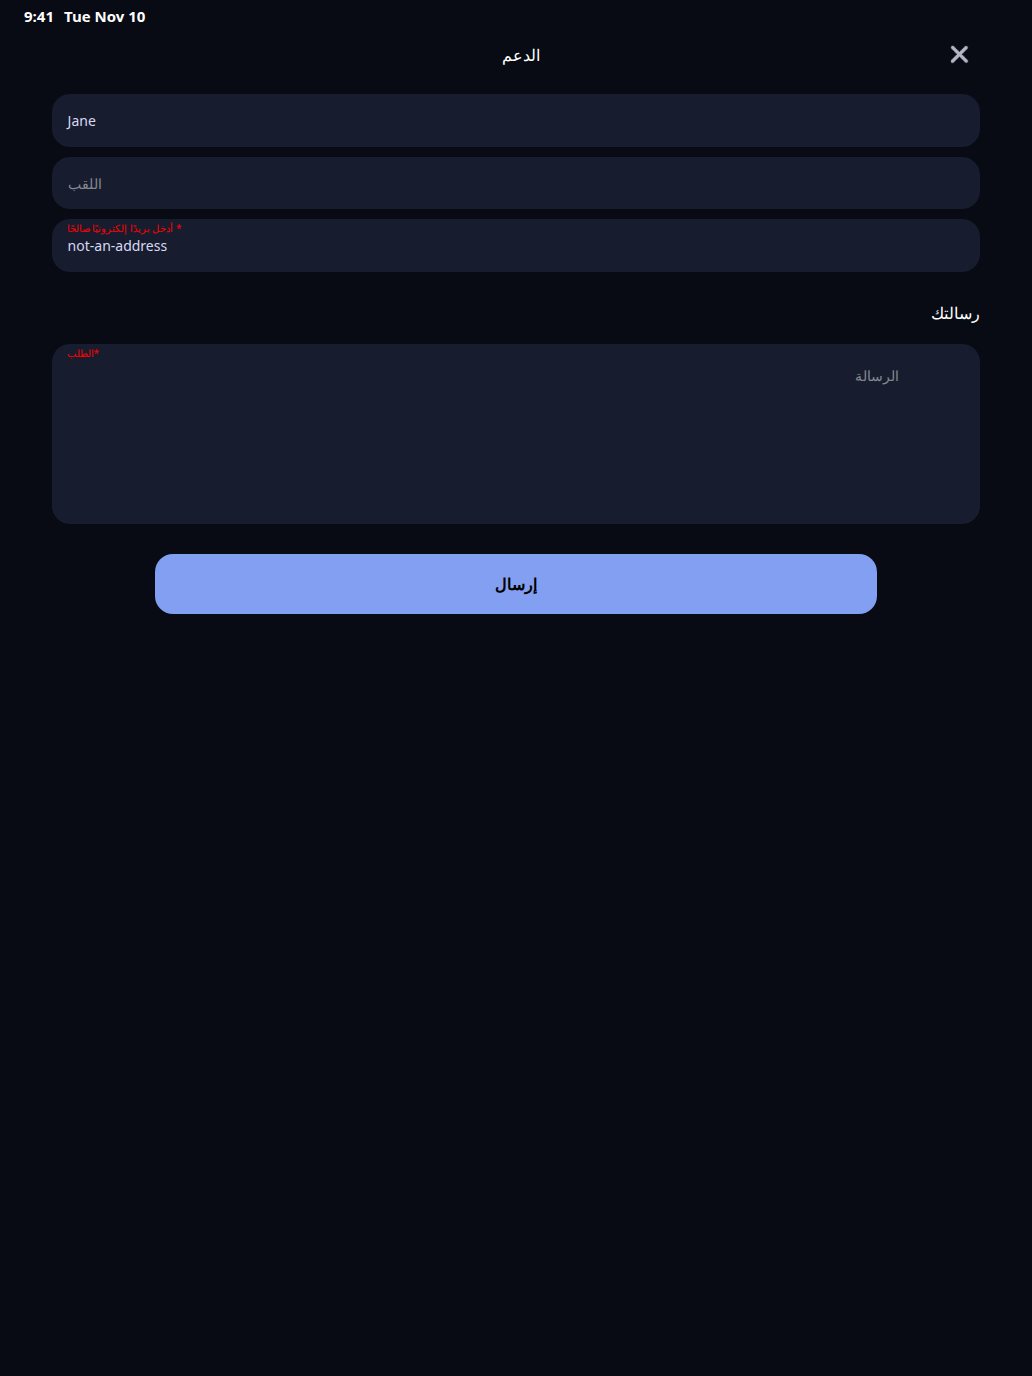 9:41 Tue Nov 10
الدعم
Jane
اللقب
* أدخل بريدًا إلكترونيًا صالحًا
not-an-address
رسالتك
*الطلب
الرسالة
إرسال